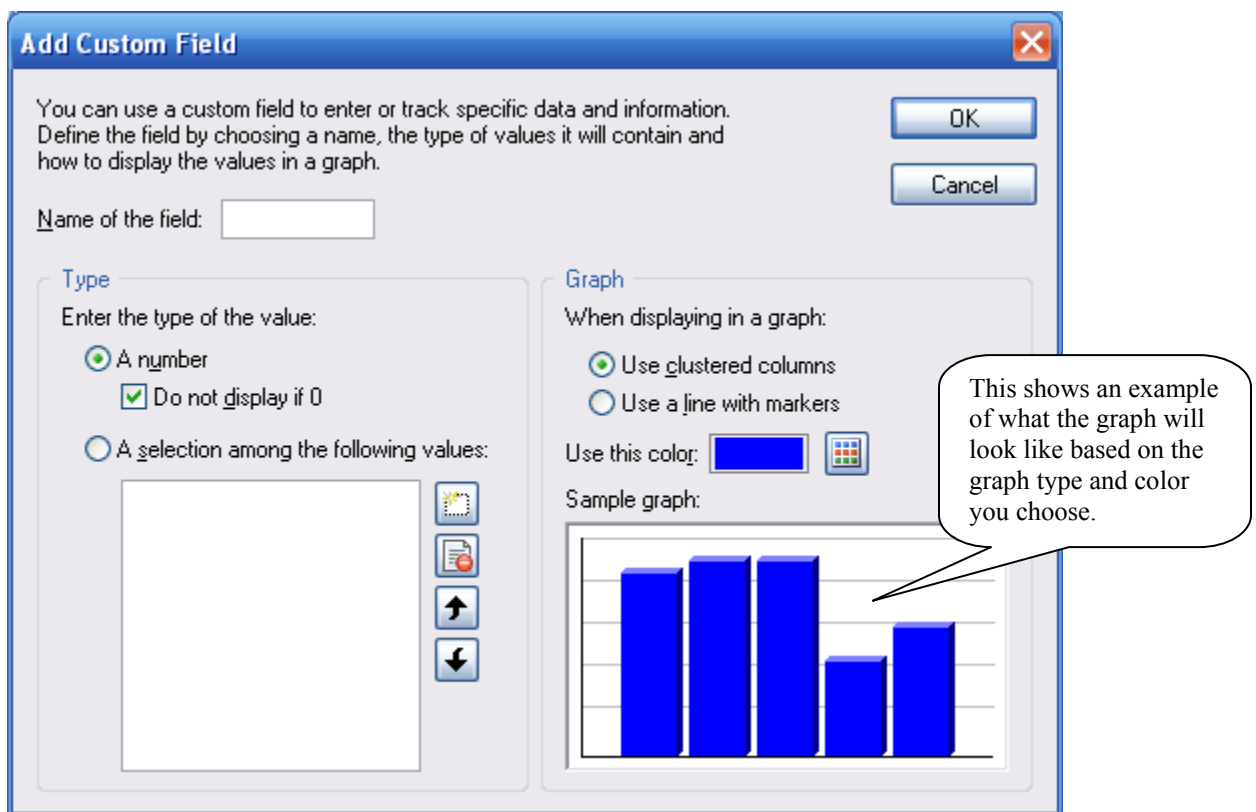 Add Custom Field
You can use a custom field to enter or track specific data and information.
Define the field by choosing a name, the type of values it will contain and
how to display the values in a graph.
OK
Cancel
Name of the field:
Type
Enter the type of the value:
A number
Do not display if 0
A selection among the following values:
Graph
When displaying in a graph:
Use clustered columns
Use a line with markers
Use this color:
Sample graph:
This shows an example
of what the graph will
look like based on the
graph type and color
you choose.